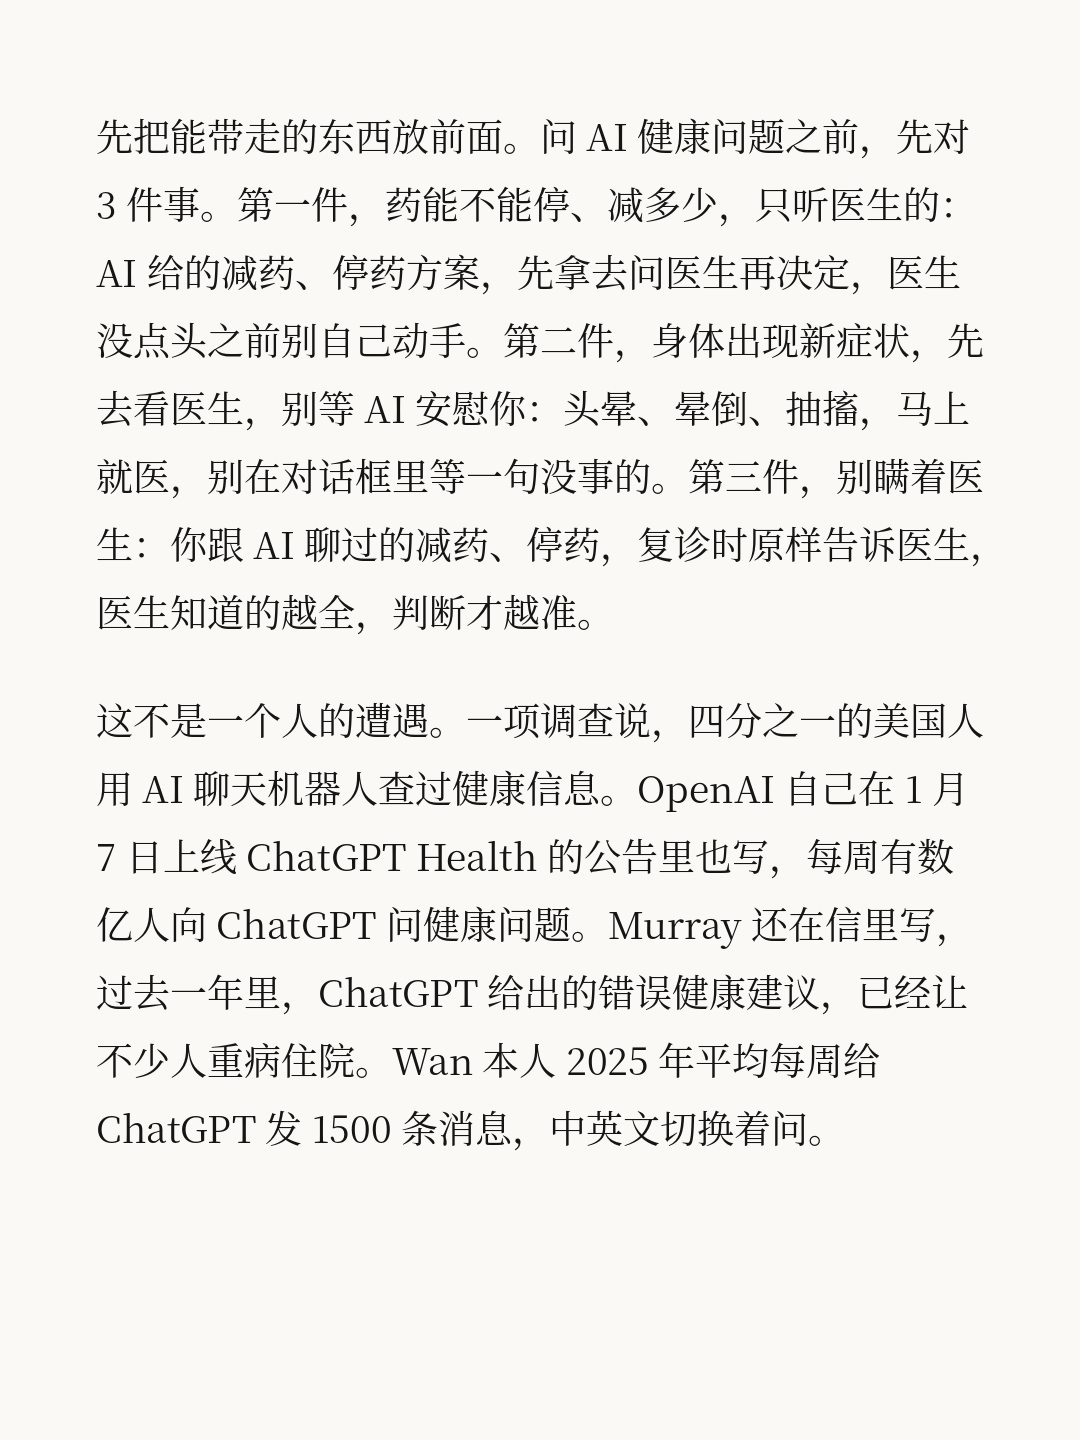 先把能带走的东西放前面。问 AI 健康问题之前，先对
3 件事。第一件，药能不能停、减多少，只听医生的：
AI 给的减药、停药方案，先拿去问医生再决定，医生
没点头之前别自己动手。第二件，身体出现新症状，先
去看医生，别等 AI 安慰你：头晕、晕倒、抽搐，马上
就医，别在对话框里等一句没事的。第三件，别瞒着医
生：你跟 AI 聊过的减药、停药，复诊时原样告诉医生，
医生知道的越全，判断才越准。
这不是一个人的遭遇。一项调查说，四分之一的美国人
用 AI 聊天机器人查过健康信息。OpenAI 自己在 1 月
7 日上线 ChatGPT Health 的公告里也写，每周有数
亿人向 ChatGPT 问健康问题。Murray 还在信里写，
过去一年里，ChatGPT 给出的错误健康建议，已经让
不少人重病住院。Wan 本人 2025 年平均每周给
ChatGPT 发 1500 条消息，中英文切换着问。